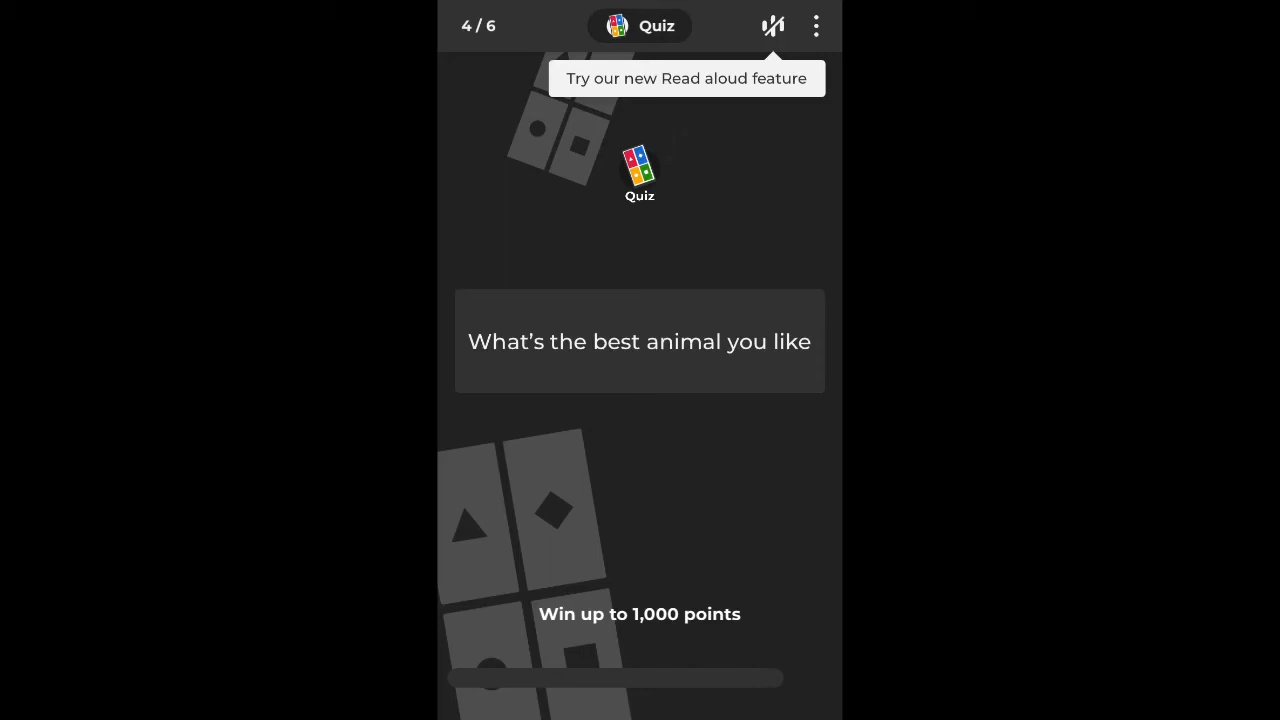 4 / 6
Quiz
Try our new Read aloud feature
Quiz
What's the best animal you like
Win up to 1,000 points